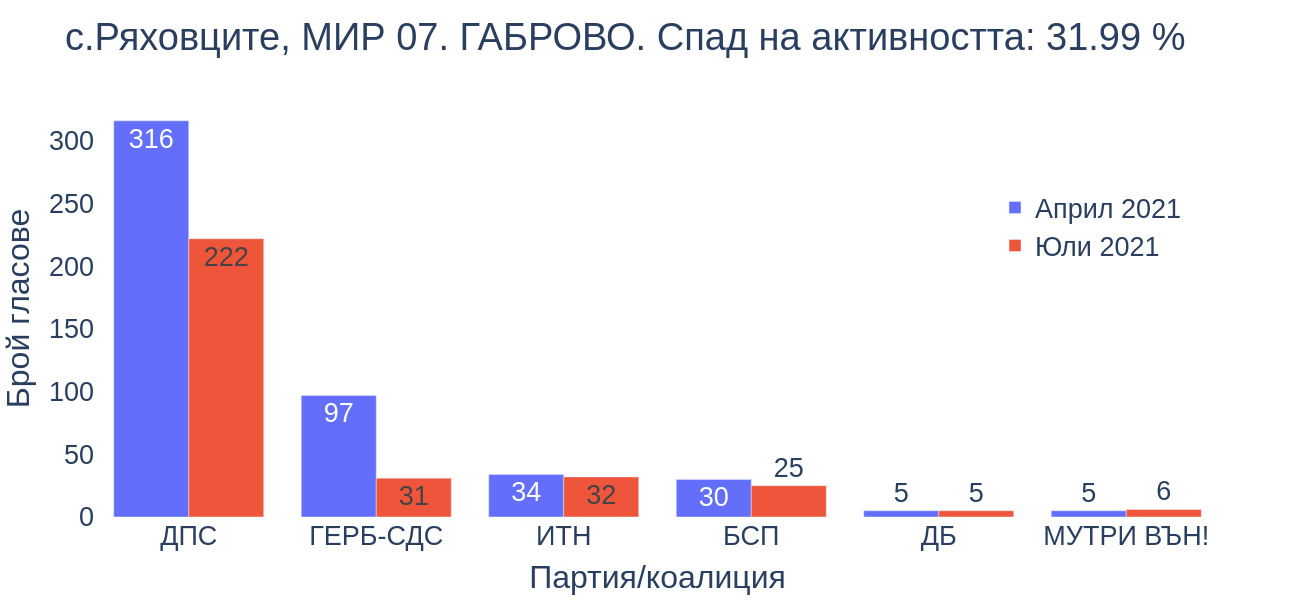 с.Ряховците, МИР 07. ГАБРОВО. Спад на активността: 31.99 %
Брой гласове
300
250
200
150
100
50
0
316
222
97
31
34
32
30
25
5
5
5
6
Април 2021
Юли 2021
ДПС
ГЕРБ-СДС
ИТН
БСП
ДБ
МУТРИ ВЪН!
Партия/коалиция